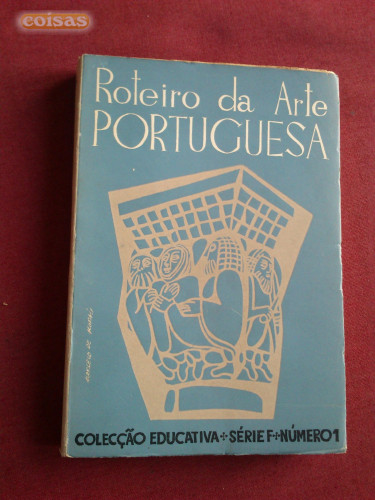 coisas
Roteiro da Arte
PORTUGUESA
COLECÇÃO EDUCATIVA + SÉRIE F + NÚMERO 1